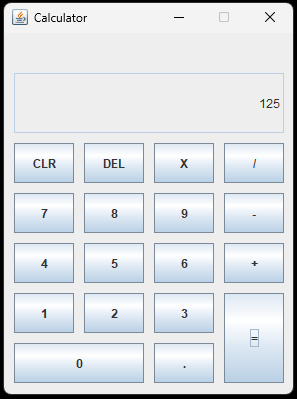 Calculator
125
CLR DEL X /
7 8 9 -
4 5 6 +
1 2 3
=
0 .